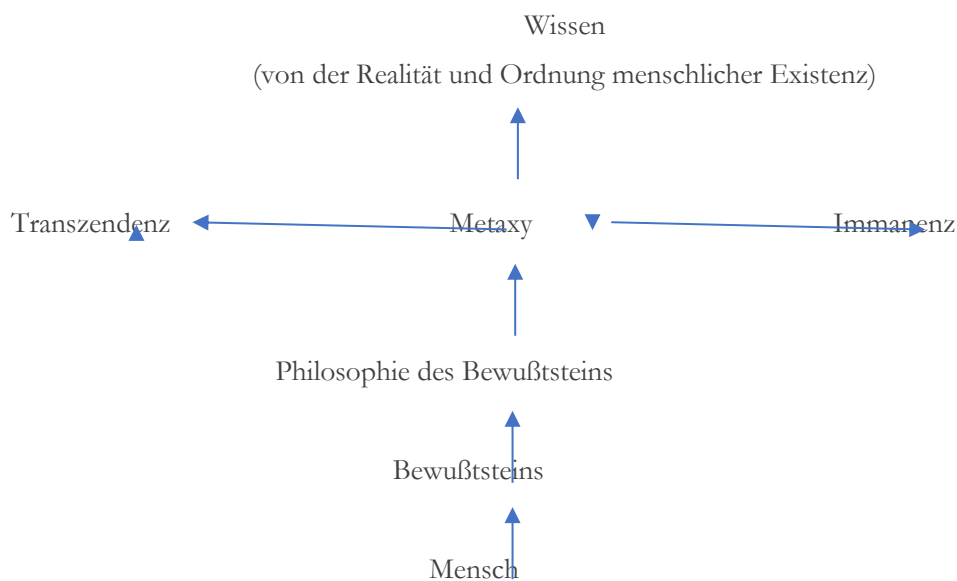 Wissen
(von der Realität und Ordnung menschlicher Existenz)
Transzendenz Metaxy Immanenz
Philosophie des Bewußtseins
Bewußtsteins
Mensch